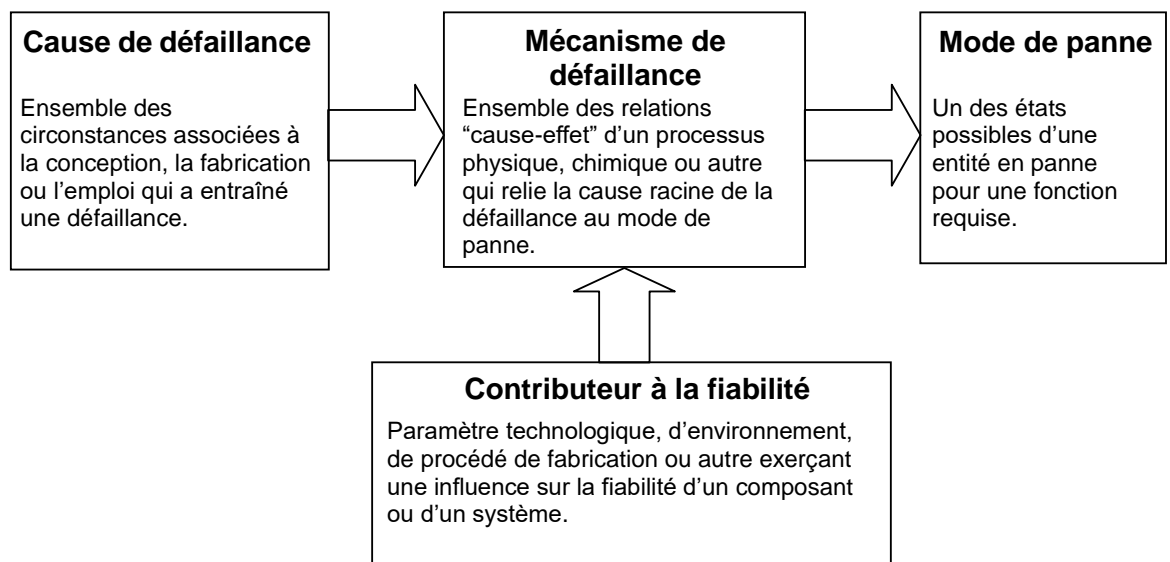 Cause de défaillance
Ensemble des
circonstances associées à
la conception, la fabrication
ou l’emploi qui a entraîné
une défaillance.
Mécanisme de
défaillance
Ensemble des relations
“cause-effet” d’un processus
physique, chimique ou autre
qui relie la cause racine de la
défaillance au mode de
panne.
Mode de panne
Un des états
possibles d’une
entité en panne
pour une fonction
requise.
Contributeur à la fiabilité
Paramètre technologique, d’environnement,
de procédé de fabrication ou autre exerçant
une influence sur la fiabilité d’un composant
ou d’un système.